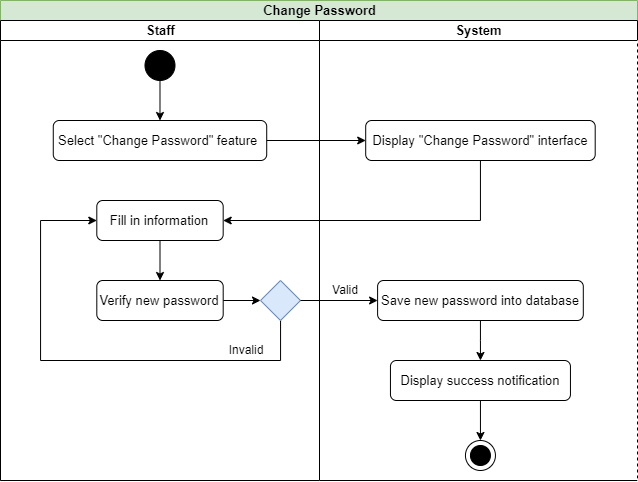 Change Password
Staff
System
Select "Change Password" feature
Display "Change Password" interface
Fill in information
Verify new password
Valid
Save new password into database
Invalid
Display success notification